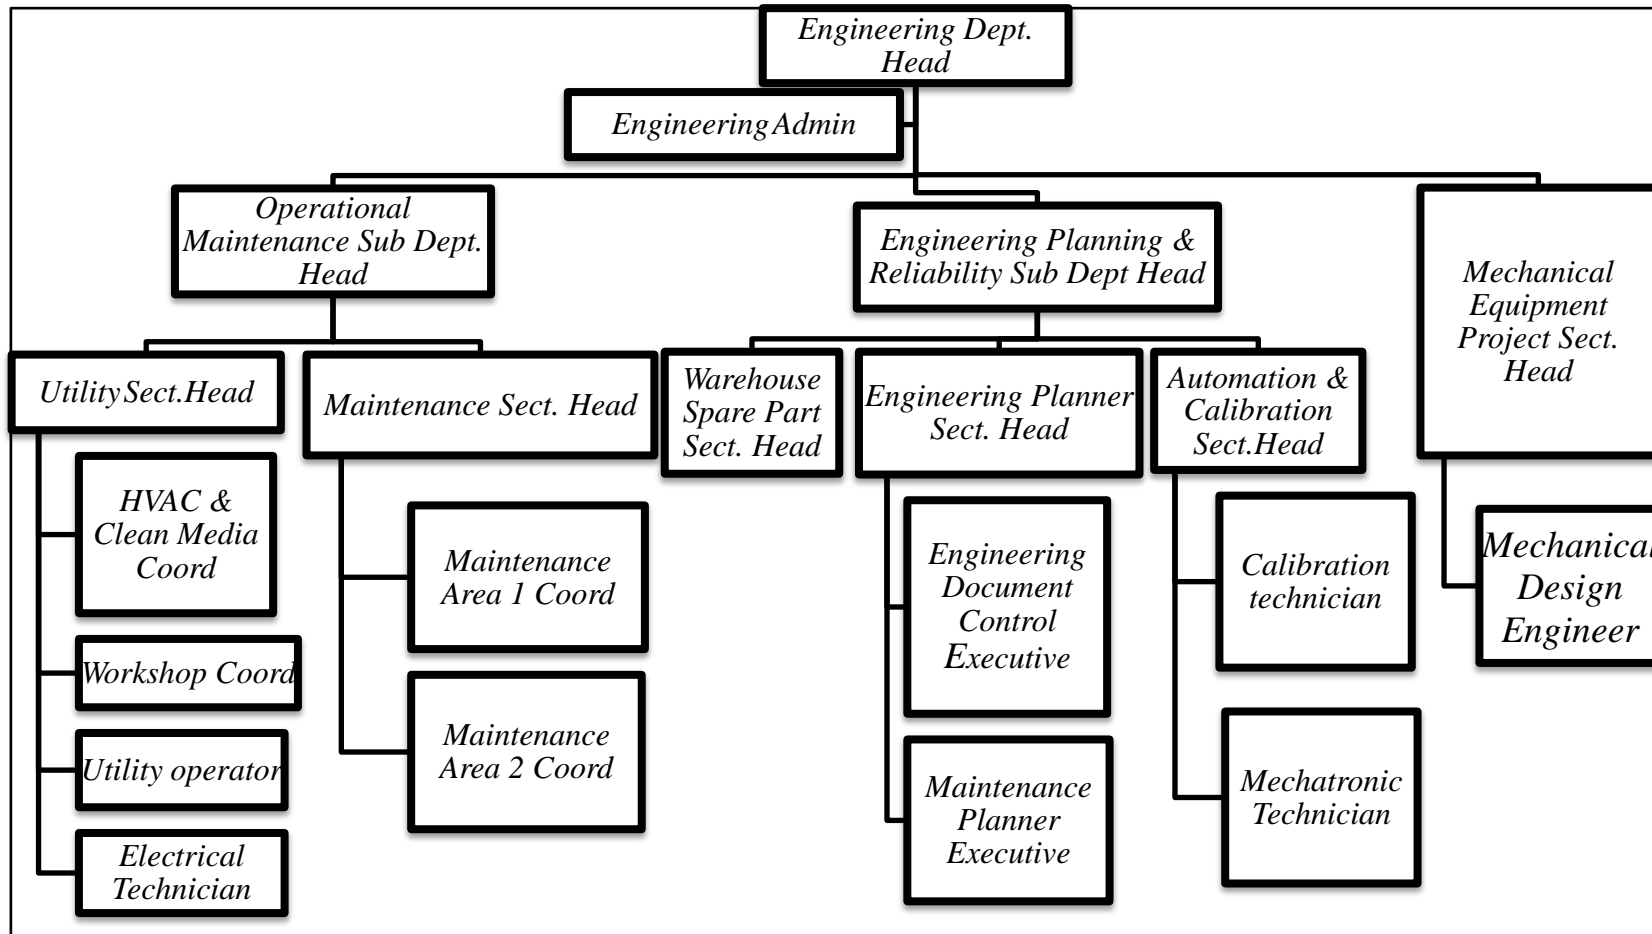 Engineering Dept.
Head
Engineering Admin
Operational
Maintenance Sub Dept.
Head
Engineering Planning &
Reliability Sub Dept Head
Mechanical
Equipment
Project Sect.
Head
Utility Sect.Head
Maintenance Sect. Head
Warehouse
Spare Part
Sect. Head
Engineering Planner
Sect. Head
Automation &
Calibration
Sect.Head
HVAC &
Clean Media
Coord
Workshop Coord
Utility operator
Electrical
Technician
Maintenance
Area 1 Coord
Maintenance
Area 2 Coord
Engineering
Document
Control
Executive
Maintenance
Planner
Executive
Calibration
technician
Mechatronic
Technician
Mechanical
Design
Engineer